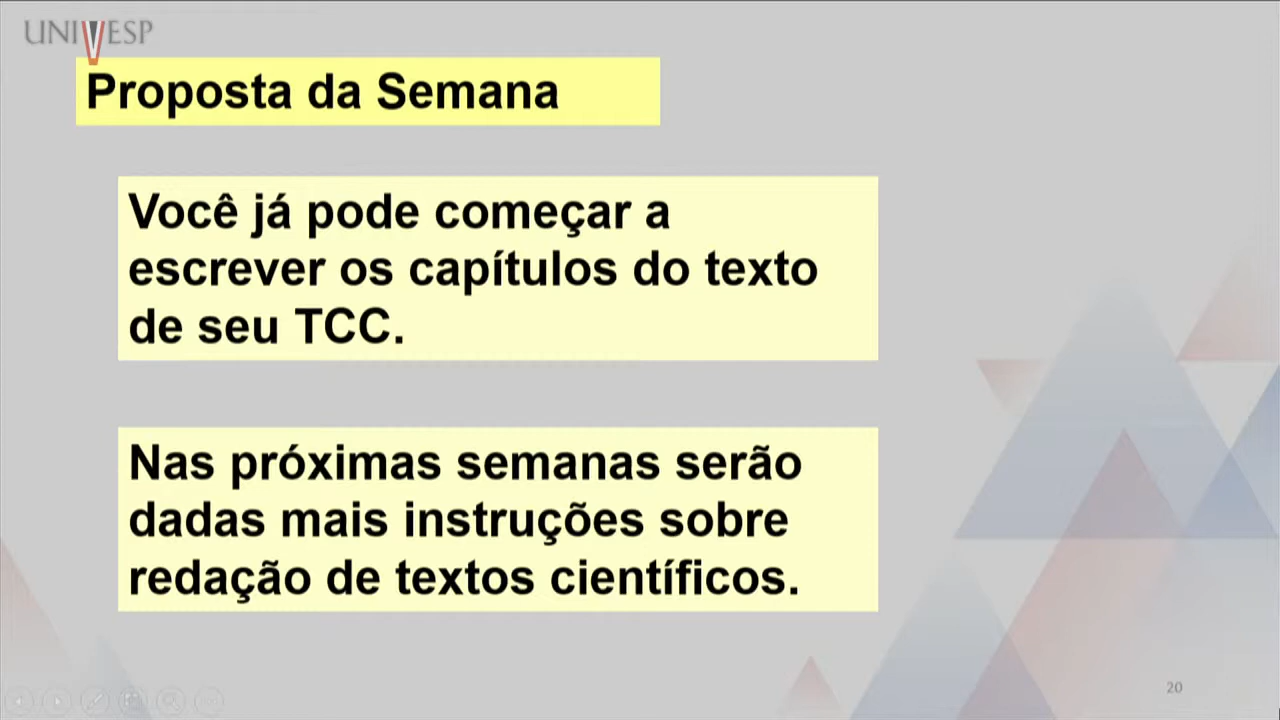 UNIVESP
Proposta da Semana
Você já pode começar a
escrever os capítulos do texto
de seu TCC.
Nas próximas semanas serão
dadas mais instruções sobre
redação de textos científicos.
20